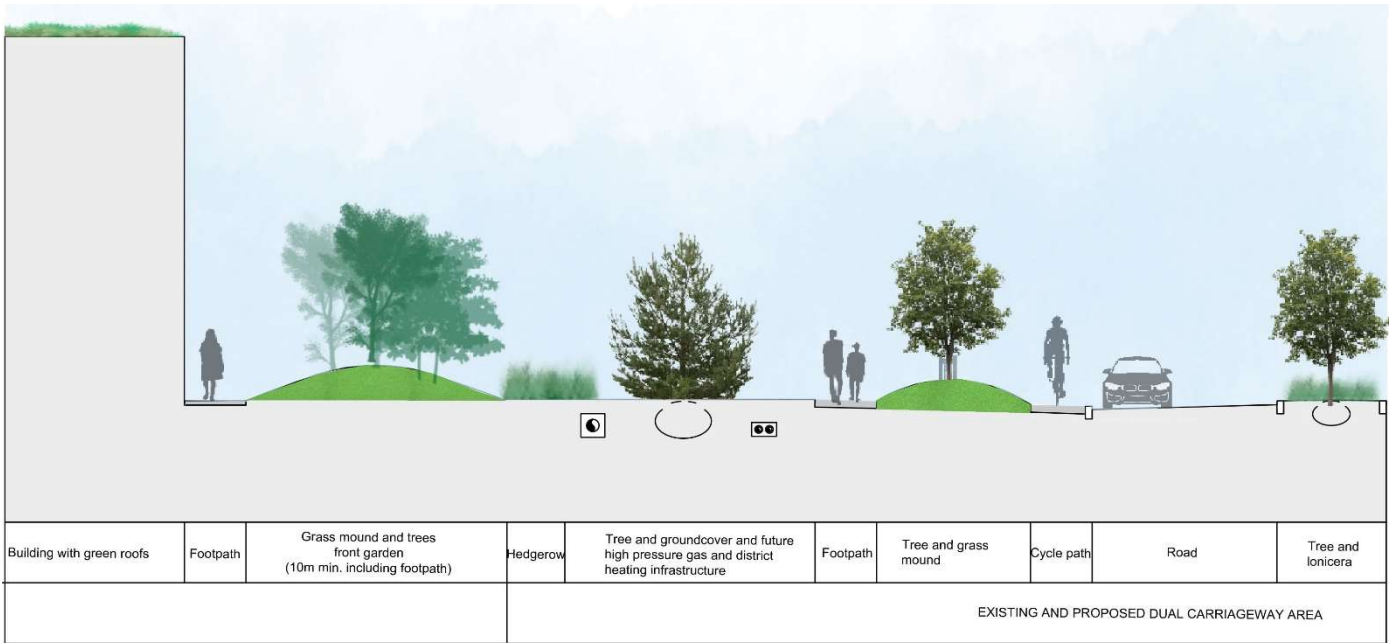 Building with green roofs
Footpath
Grass mound and trees
front garden
(10m min. including footpath)
Hedgerow
Tree and groundcover and future
high pressure gas and district
heating infrastructure
Footpath
Tree and grass
mound
Cycle path
Road
Tree and
lonicera
EXISTING AND PROPOSED DUAL CARRIAGEWAY AREA